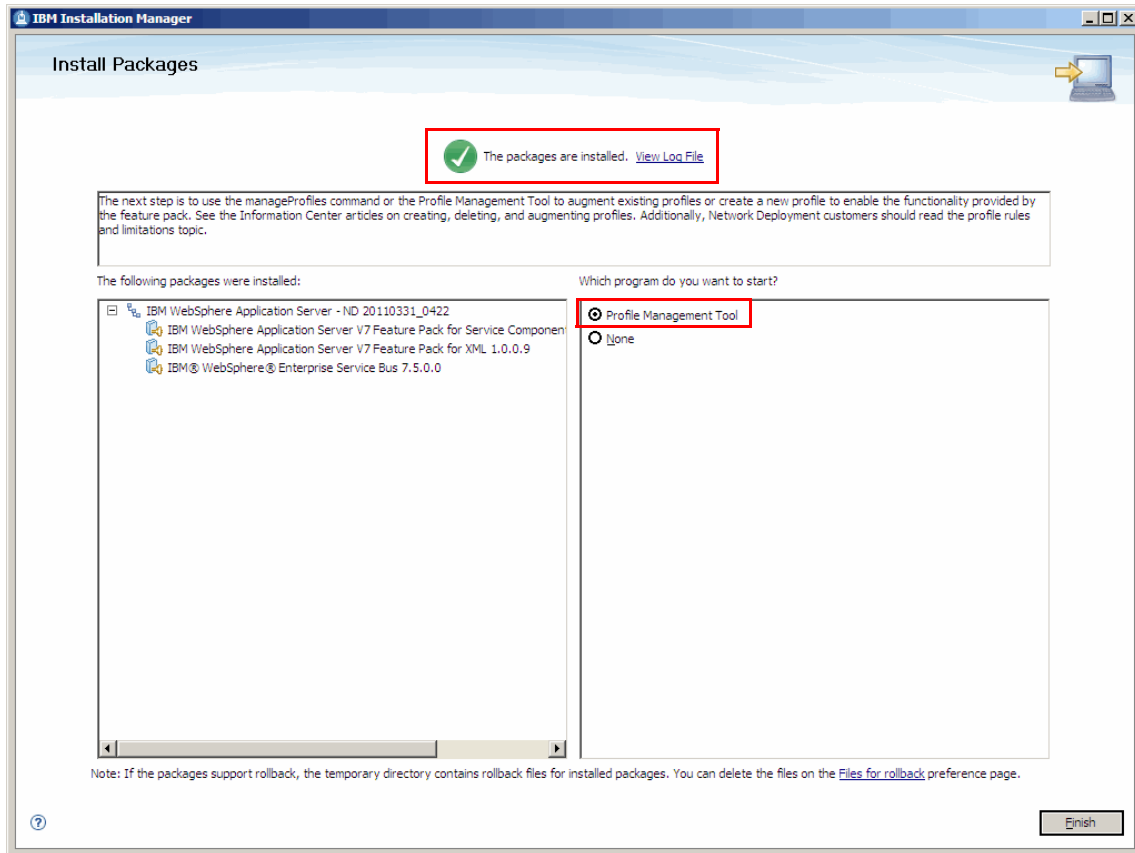 IBM Installation Manager
Install Packages
The packages are installed. View Log File
The next step is to use the manageProfiles command or the Profile Management Tool to augment existing profiles or create a new profile to enable the functionality provided by
the feature pack. See the Information Center articles on creating, deleting, and augmenting profiles. Additionally, Network Deployment customers should read the profile rules
and limitations topic.
The following packages were installed:
IBM WebSphere Application Server - ND 20110331_0422
IBM WebSphere Application Server V7 Feature Pack for Service Component
IBM WebSphere Application Server V7 Feature Pack for XML 1.0.0.9
IBM® WebSphere® Enterprise Service Bus 7.5.0.0
Which program do you want to start?
Profile Management Tool
None
Note: If the packages support rollback, the temporary directory contains rollback files for installed packages. You can delete the files on the Files for rollback preference page.
Finish